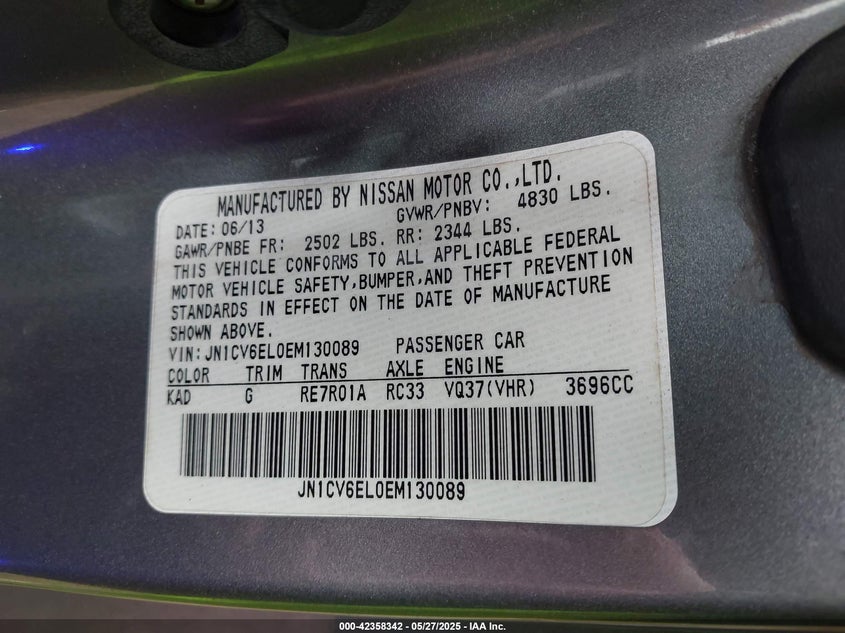 MANUFACTURED BY NISSAN MOTOR CO.,LTD.
DATE: 06/13 GVWR/PNBV: 4830 LBS.
GAWR/PNBE FR: 2502 LBS. RR: 2344 LBS.
THIS VEHICLE CONFORMS TO ALL APPLICABLE FEDERAL
MOTOR VEHICLE SAFETY,BUMPER,AND THEFT PREVENTION
STANDARDS IN EFFECT ON THE DATE OF MANUFACTURE
SHOWN ABOVE.
VIN:JN1CV6EL0EM130089 PASSENGER CAR
COLOR TRIM TRANS AXLE ENGINE
KAD G RE7R01A RC33 VQ37(VHR) 3696CC
JN1CV6EL0EM130089
000-42358342 - 05/27/2025 - IAA Inc.